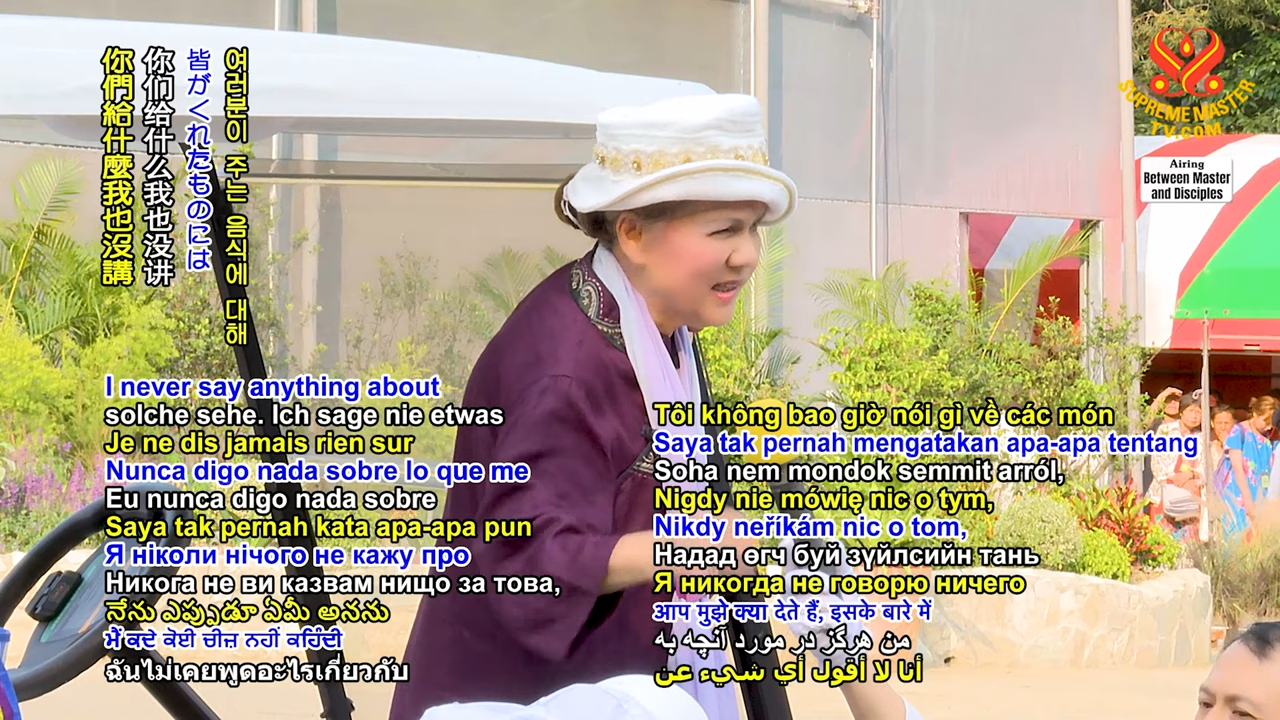 여러분이 주는 음식에 대해
皆がくれたものには
你们给什么我也没讲
你們給什麼我也沒講
SUPREME MASTER
TV.COM
Airing
Between Master
and Disciples
I never say anything about
solche sehe. Ich sage nie etwas
Je ne dis jamais rien sur
Nunca digo nada sobre lo que me
Eu nunca digo nada sobre
Saya tak pernah kata apa-apa pun
Я ніколи нічого не кажу про
Никога не ви казвам нищо за това,
నేను ఎప్పుడూ ఏమీ అనను
ਮੈਂ ਕਦੇ ਕੋਈ ਚੀਜ਼ ਨਹੀਂ ਕਹਿੰਦੀ
ฉันไม่เคยพูดอะไรเกี่ยวกับ
Tôi không bao giờ nói gì về các món
Saya tak pernah mengatakan apa-apa tentang
Soha nem mondok semmit arról,
Nigdy nie mówię nic o tym,
Nikdy neříkám nic o tom,
Надад өгч буй зүйлсийн тань
Я никогда не говорю ничего
आप मुझे क्या देते हैं, इसके बारे में
من هرگز در مورد آنچه به
أنا لا أقول أي شيء عن